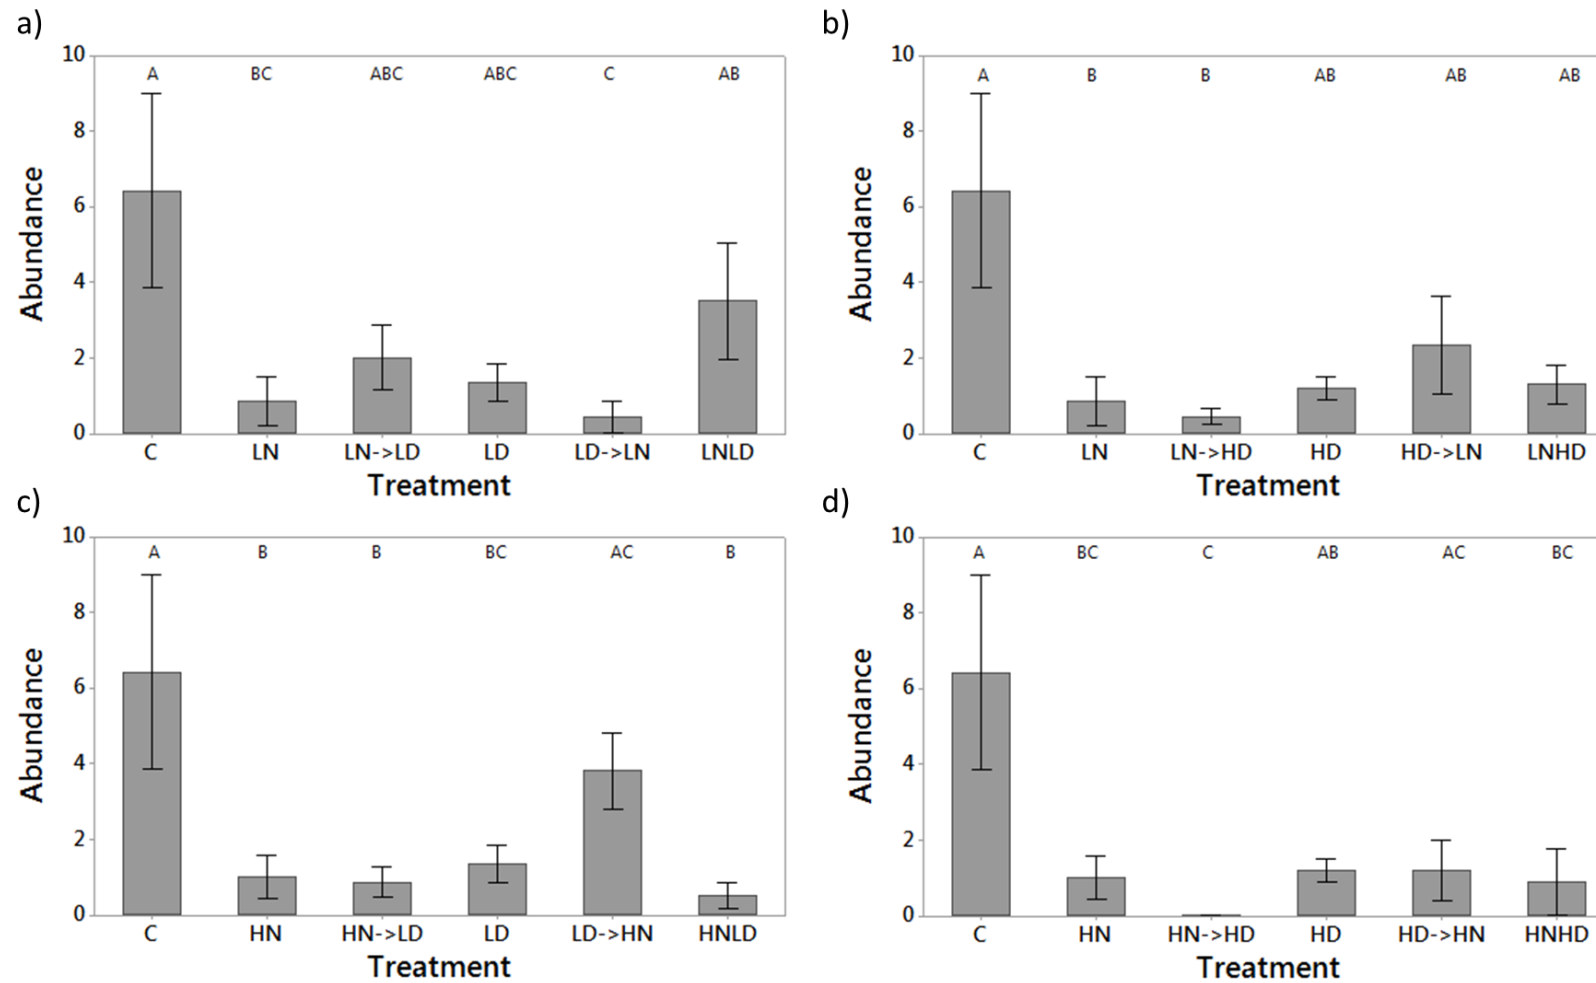 a)
10
A BC ABC ABC C AB
8
6
4
2
0
Abundance
C LN LN->LD LD LD->LN LNLD
Treatment
b)
10
A B B AB AB AB
8
6
4
2
0
Abundance
C LN LN->HD HD HD->LN LNHD
Treatment
c)
10
A B B BC AC B
8
6
4
2
0
Abundance
C HN HN->LD LD LD->HN HNLD
Treatment
d)
10
A BC C AB AC BC
8
6
4
2
0
Abundance
C HN HN->HD HD HD->HN HNHD
Treatment